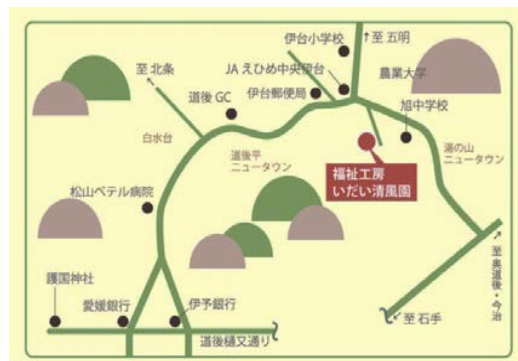 伊台小学校
↑至 五明
至 北条
JA えひめ中央伊台
農業大学
道後 GC
伊台郵便局
旭中学校
白水台
道後平
ニュータウン
湯の山
ニュータウン
福祉工房
いだい清風園
松山ベテル病院
護国神社
愛媛銀行
伊予銀行
道後樋又通り
↙至 石手
至 奥道後・今治